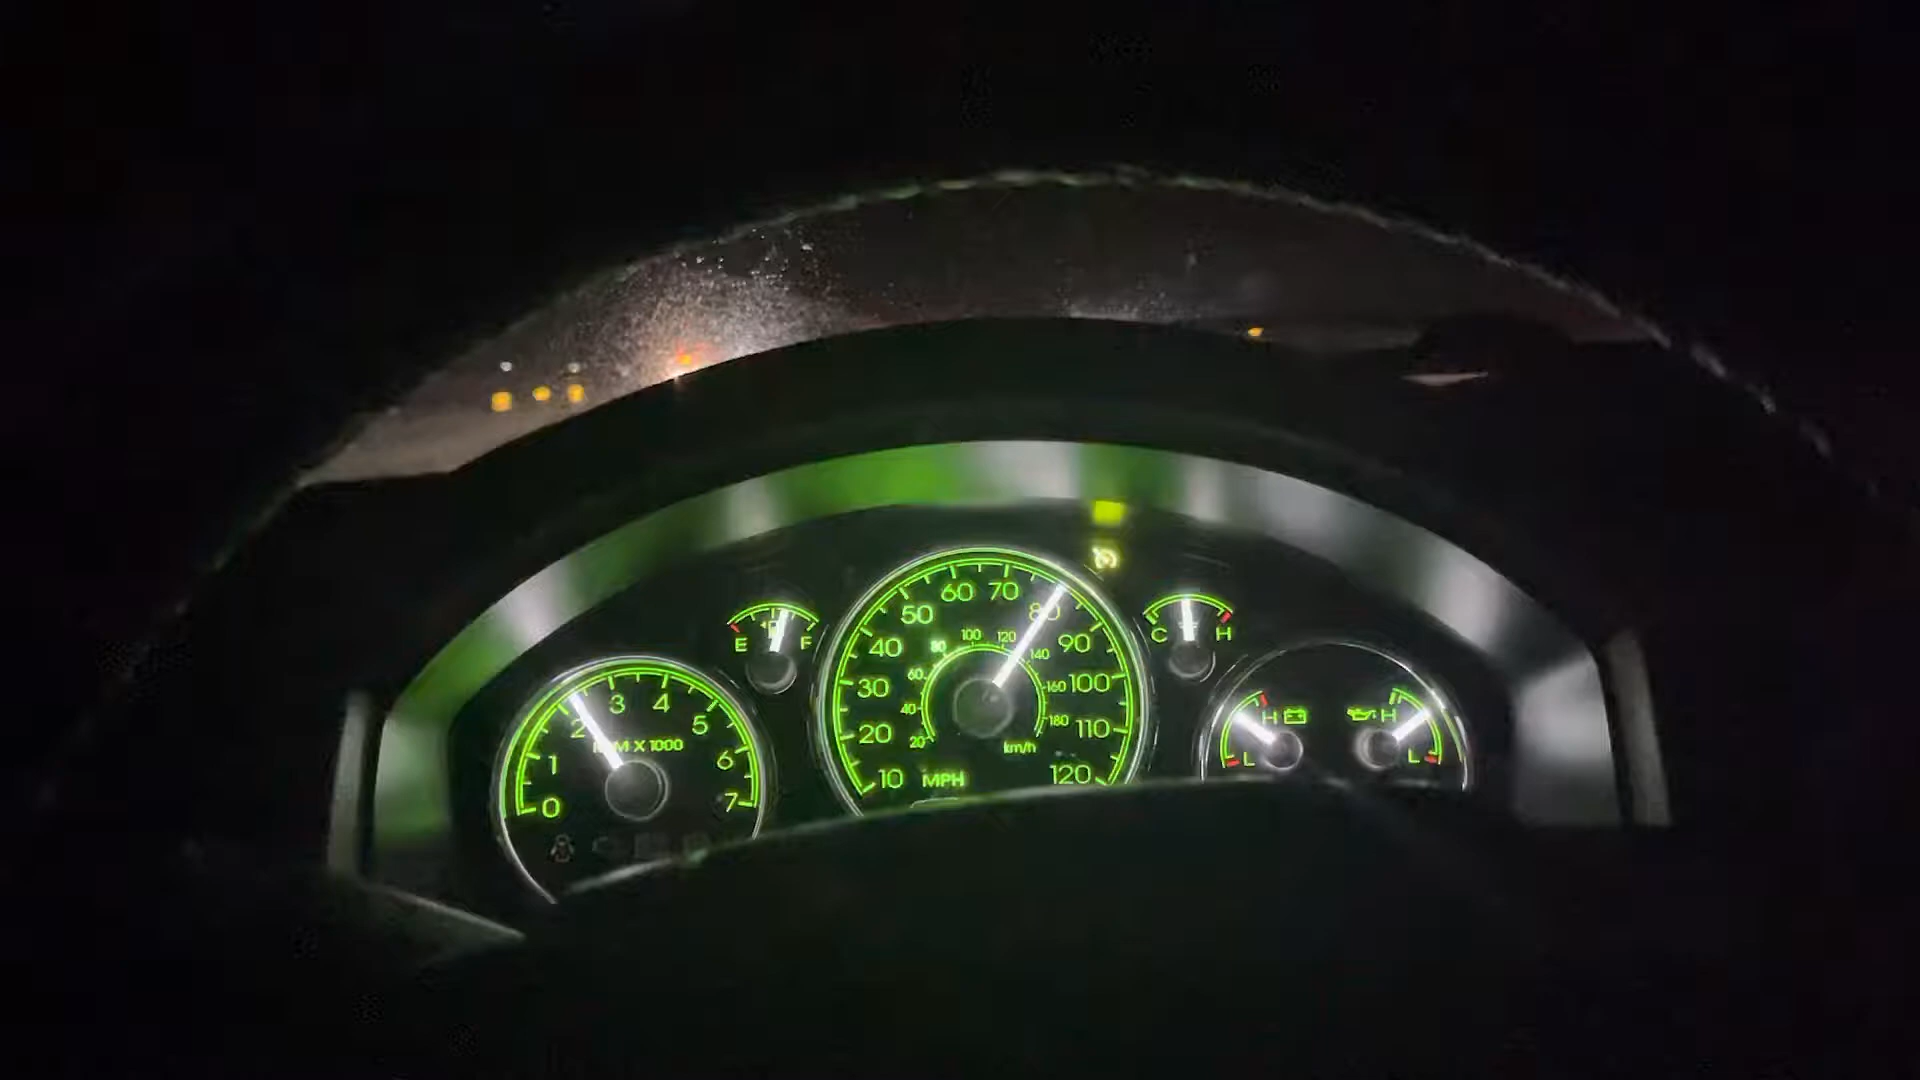 E F
C H
0 1 2 3 4 5 6 7
RPM X 1000
10 20 30 40 50 60 70 80 90 100 110 120
MPH
20 40 60 80 100 120 140 160 180
km/h
H L
H L